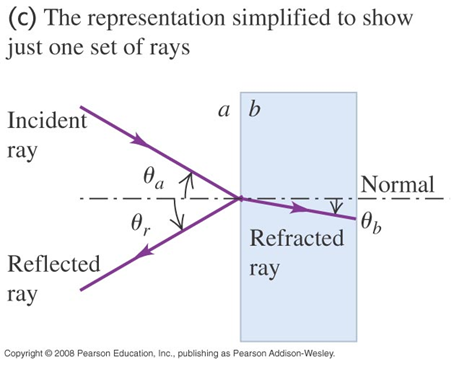 (c) The representation simplified to show
just one set of rays
a b
Incident
ray
θa
Normal
θr
θb
Refracted
ray
Reflected
ray
Copyright © 2008 Pearson Education, Inc., publishing as Pearson Addison-Wesley.